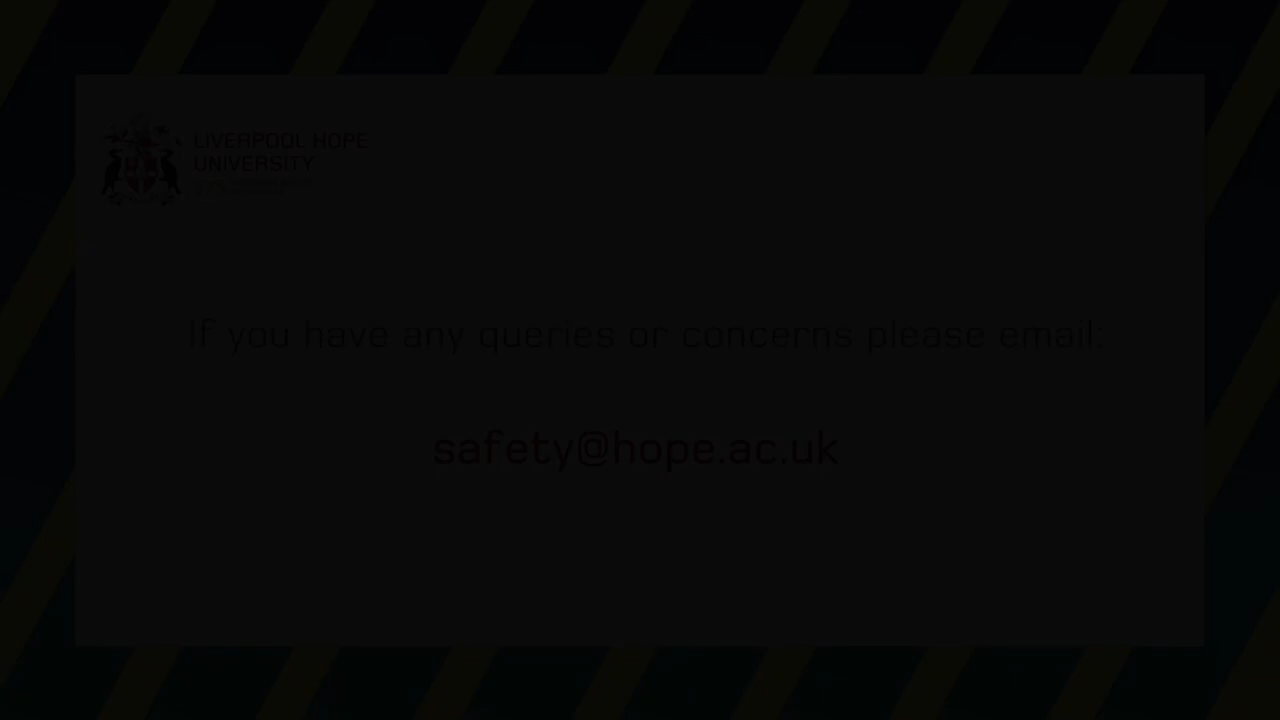 LIVERPOOL HOPE
UNIVERSITY
If you have any queries or concerns please email:
safety@hope.ac.uk